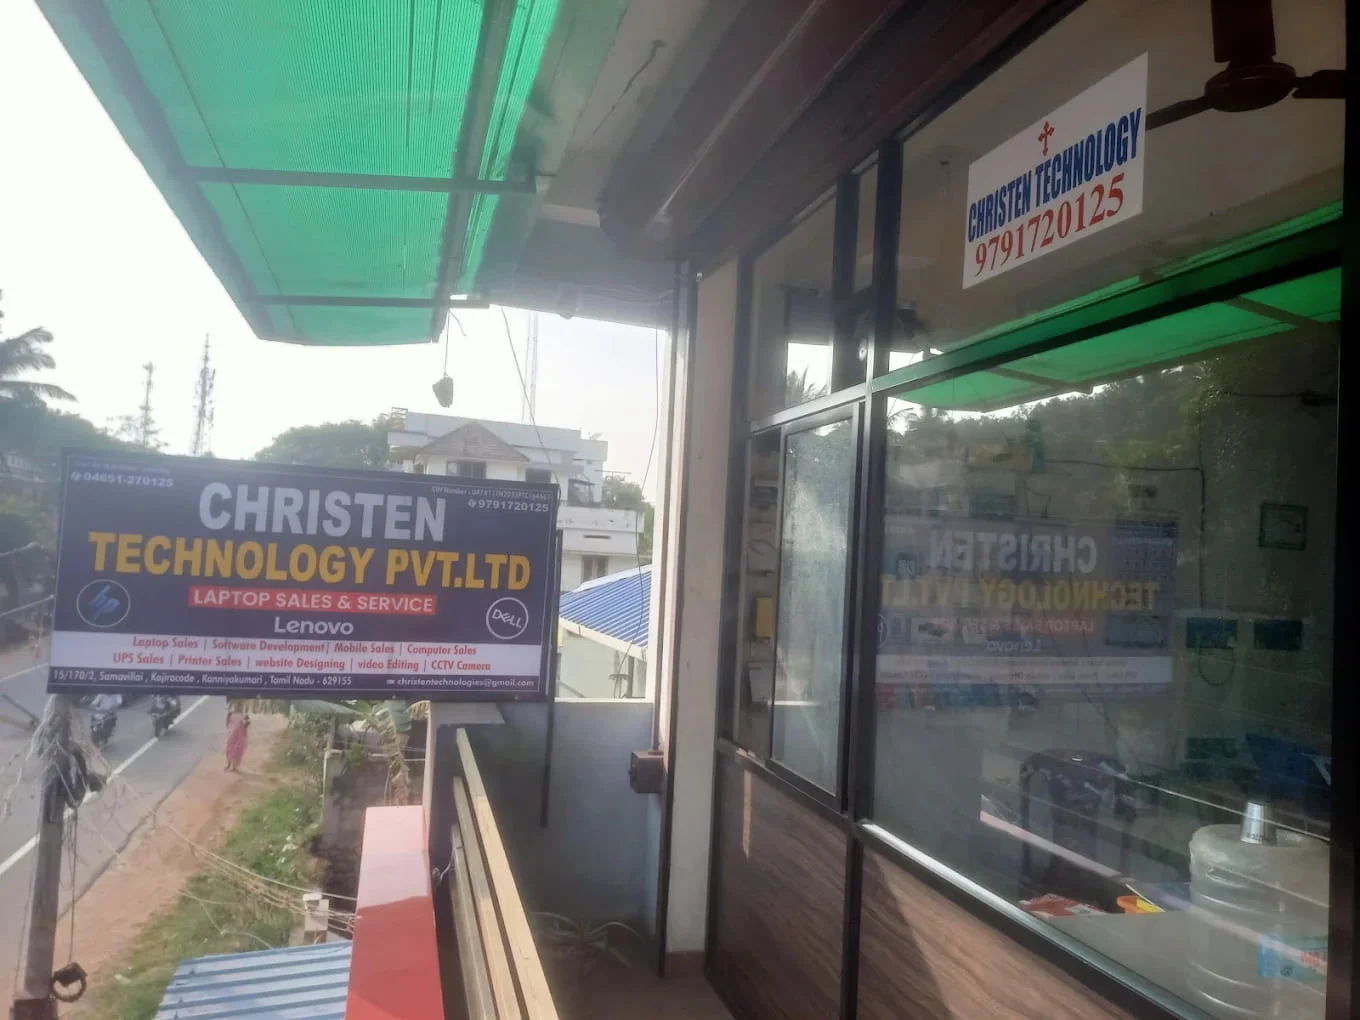 04651-270125
9791720125
CHRISTEN
TECHNOLOGY PVT.LTD
LAPTOP SALES & SERVICE
hp
Lenovo
DELL
Laptop Sales | Software Development | Mobile Sales | Computer Sales
UPS Sales | Printer Sales | website Designing | video Editing | CCTV Camera
15/170/2, Samavillai , Kajiracode , Kanniyakumari , Tamil Nadu - 629155
christentechnologies@gmail.com
CHRISTEN TECHNOLOGY
9791720125